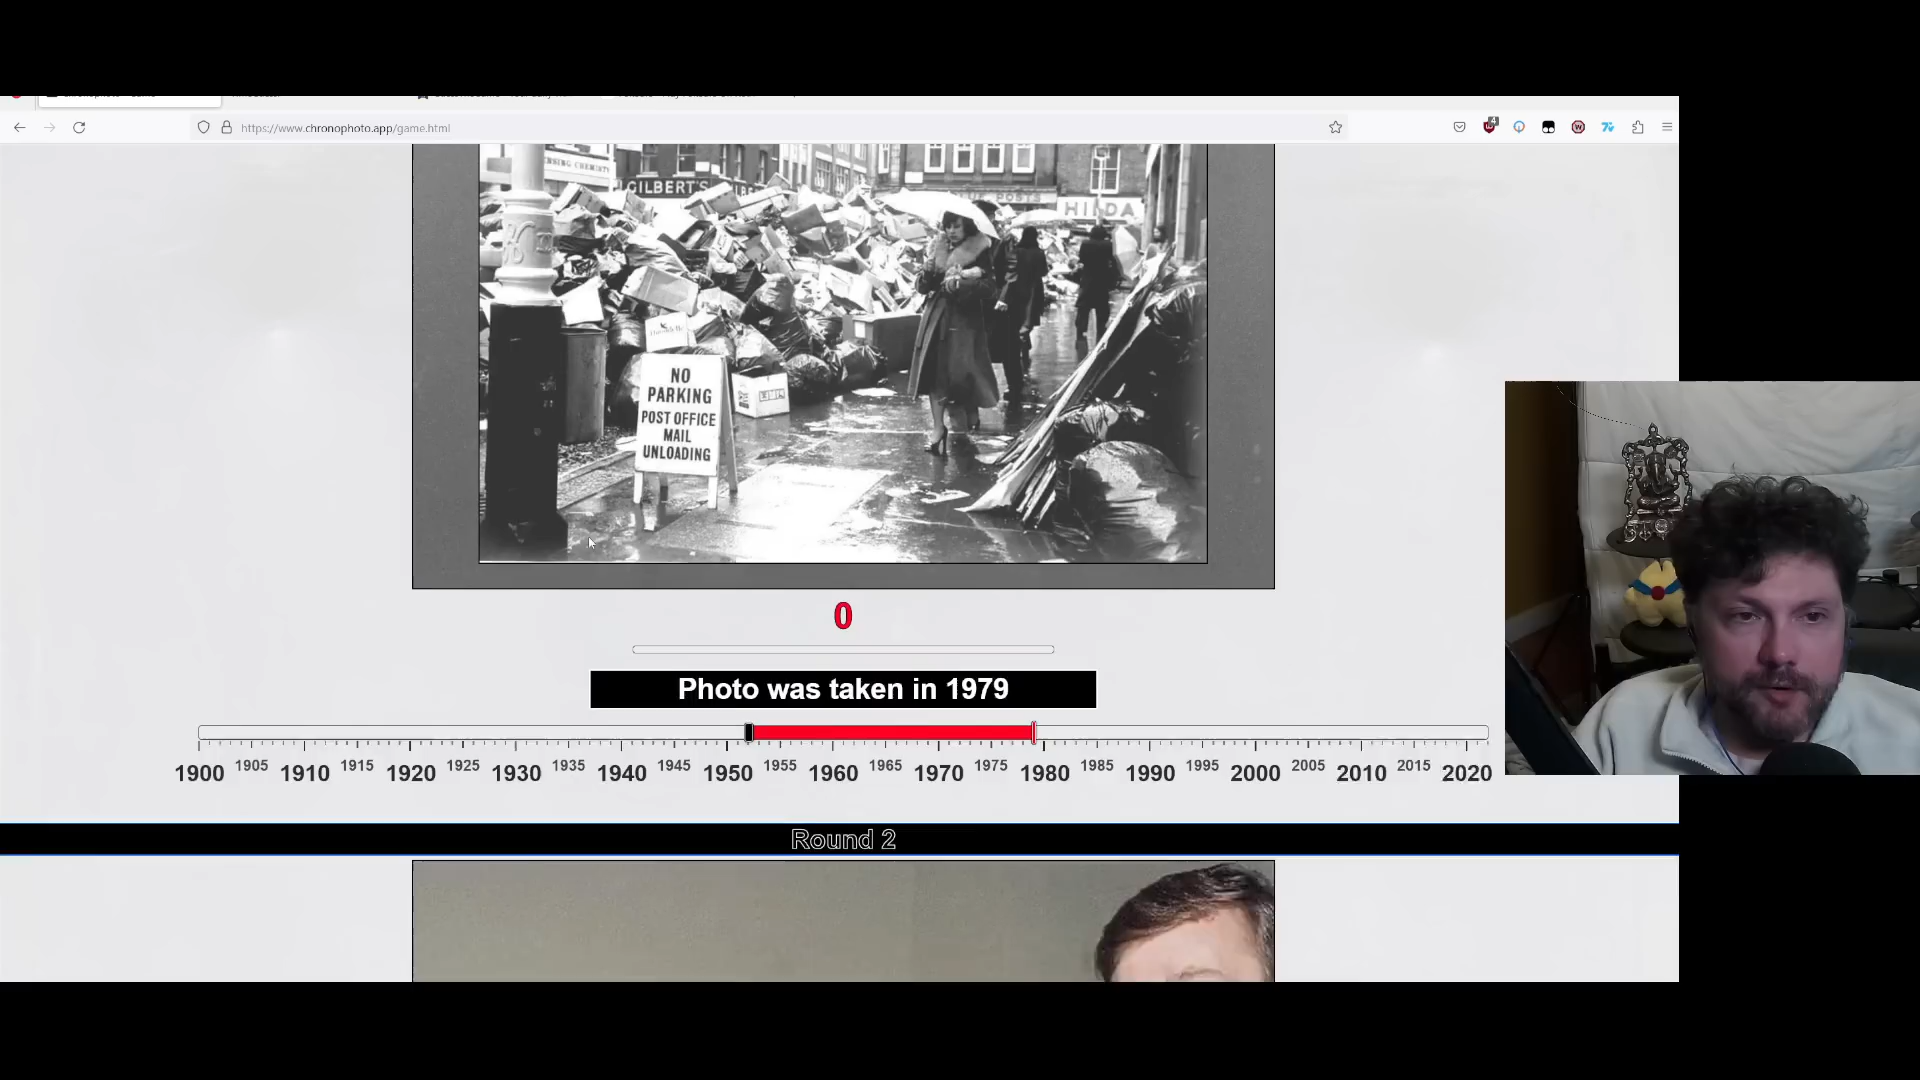 https://www.chronophoto.app/game.html
GILBERT'S
POSTS
HILDA
NO
PARKING
POST OFFICE
MAIL
UNLOADING
0
Photo was taken in 1979
1900 1905 1910 1915 1920 1925 1930 1935 1940 1945 1950 1955 1960 1965 1970 1975 1980 1985 1990 1995 2000 2005 2010 2015 2020
Round 2